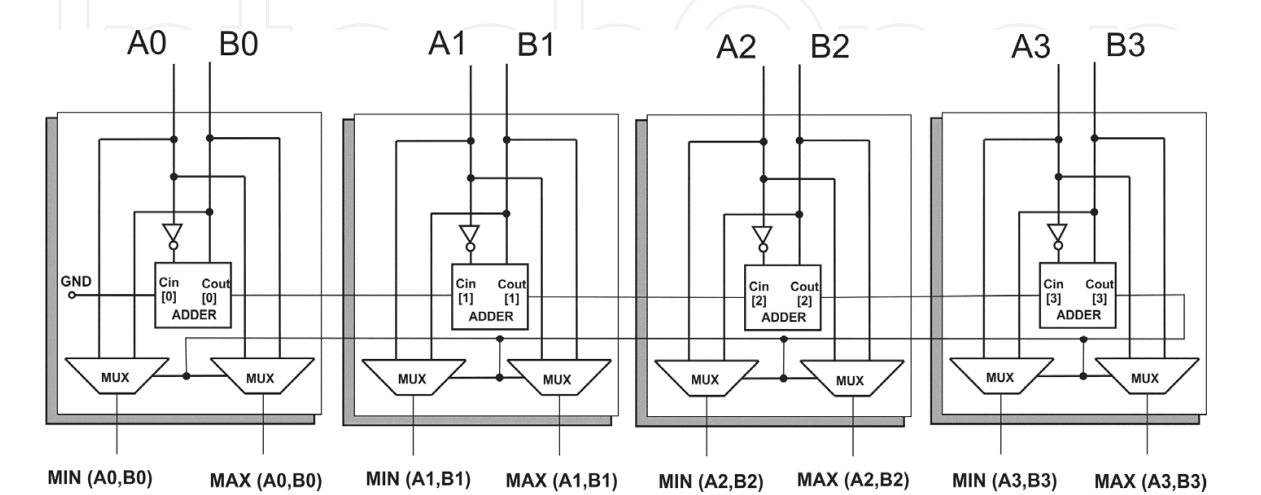 A0 B0 A1 B1 A2 B2 A3 B3
GND
Cin Cout Cin Cout Cin Cout Cin Cout
[0] [0] [1] [1] [2] [2] [3] [3]
ADDER ADDER ADDER ADDER
MUX MUX MUX MUX MUX MUX MUX MUX
MIN (A0,B0) MAX (A0,B0) MIN (A1,B1) MAX (A1,B1) MIN (A2,B2) MAX (A2,B2) MIN (A3,B3) MAX (A3,B3)